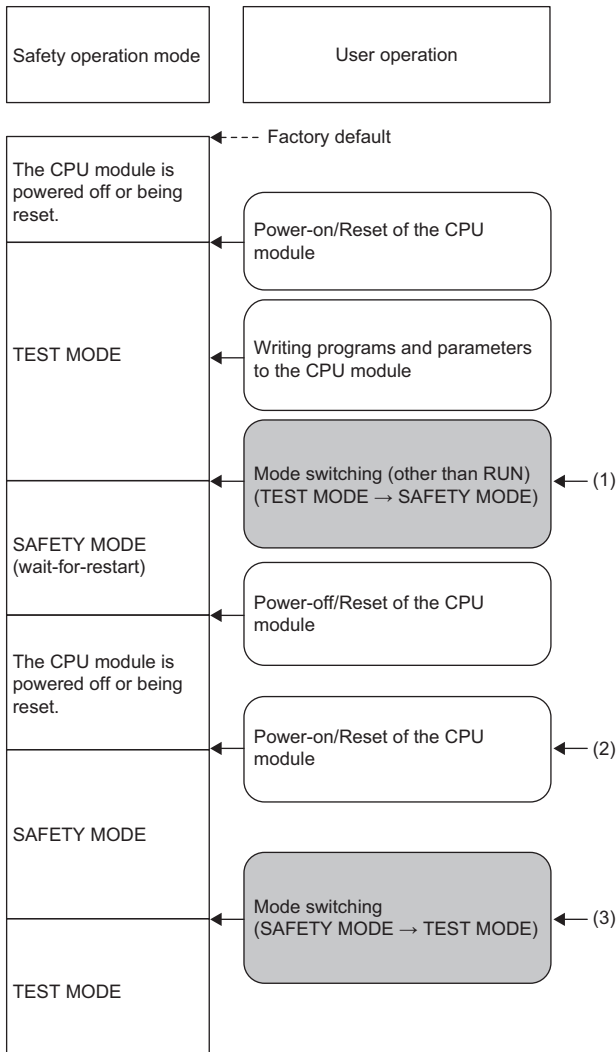 Safety operation mode
User operation
Factory default
The CPU module is
powered off or being
reset.
Power-on/Reset of the CPU
module
TEST MODE
Writing programs and parameters
to the CPU module
Mode switching (other than RUN)
(TEST MODE → SAFETY MODE)
(1)
SAFETY MODE
(wait-for-restart)
Power-off/Reset of the CPU
module
The CPU module is
powered off or being
reset.
Power-on/Reset of the CPU
module
(2)
SAFETY MODE
Mode switching
(SAFETY MODE → TEST MODE)
(3)
TEST MODE